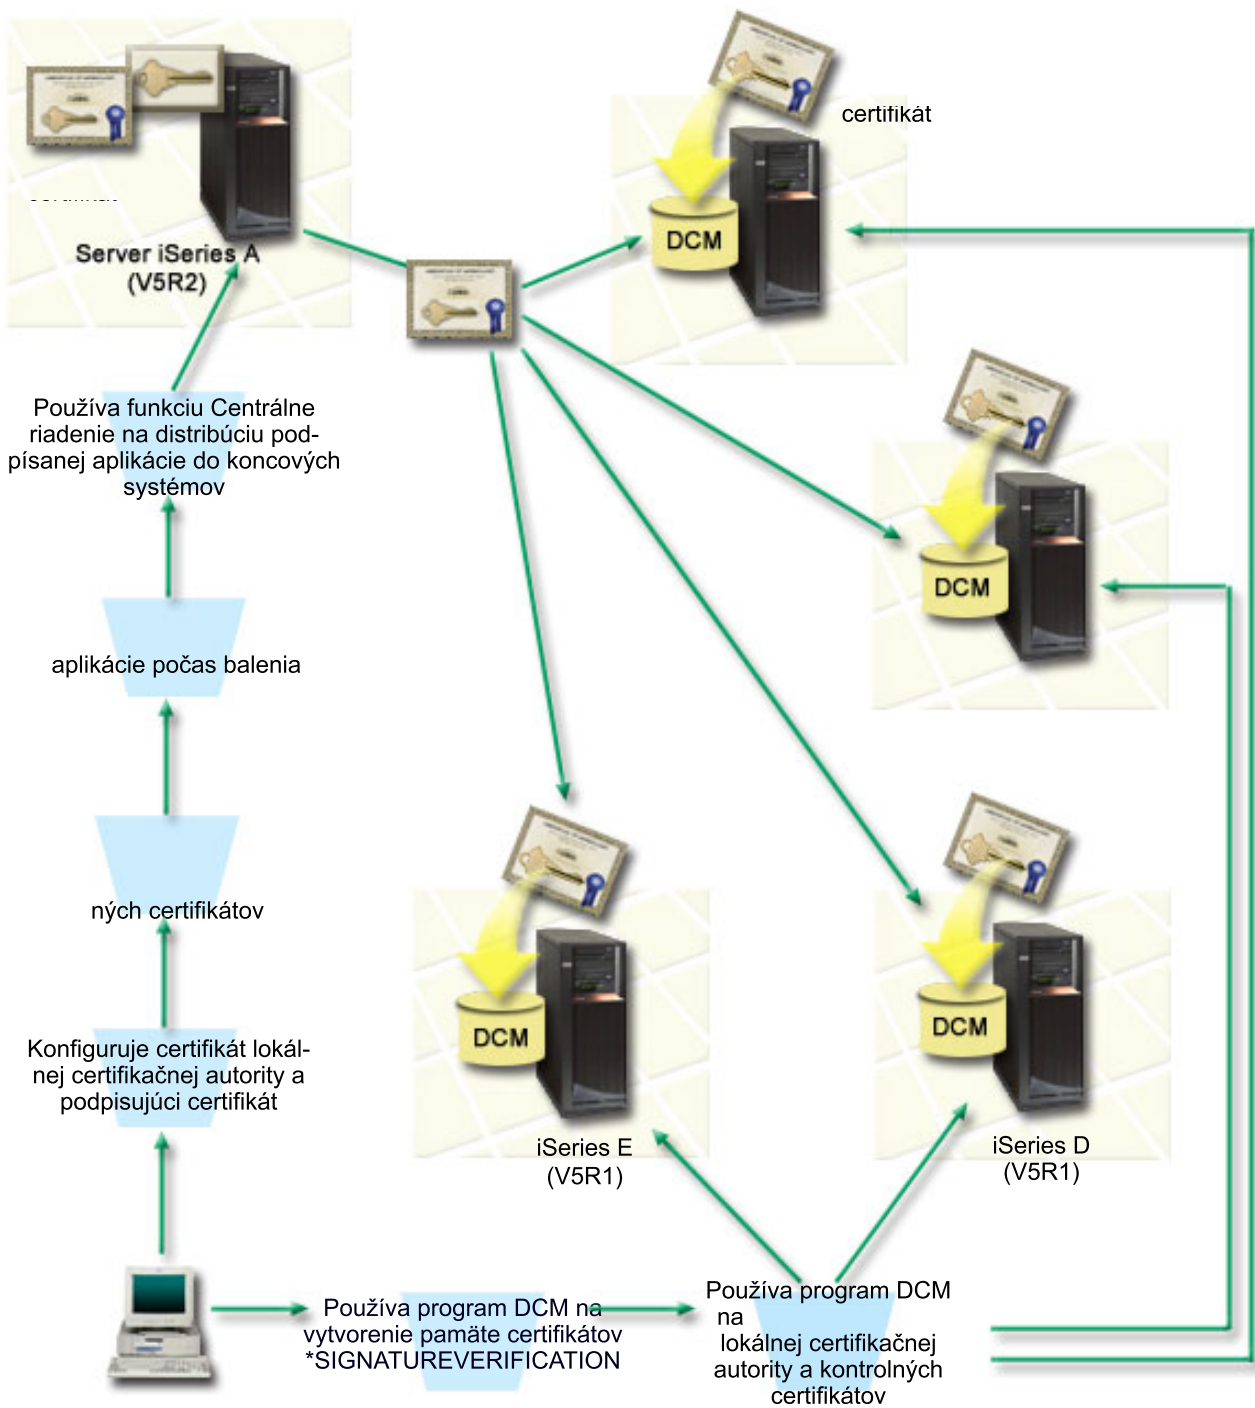 certifikát
Server iSeries A
(V5R2)
DCM
Používa funkciu Centrálne
riadenie na distribúciu pod-
písanej aplikácie do koncových
systémov
DCM
aplikácie počas balenia
ných certifikátov
DCM
DCM
Konfiguruje certifikát lokál-
nej certifikačnej autority a
podpisujúci certifikát
iSeries E
(V5R1)
iSeries D
(V5R1)
Používa program DCM na
vytvorenie pamäte certifikátov
*SIGNATUREVERIFICATION
Používa program DCM
na
lokálnej certifikačnej
autority a kontrolných
certifikátov